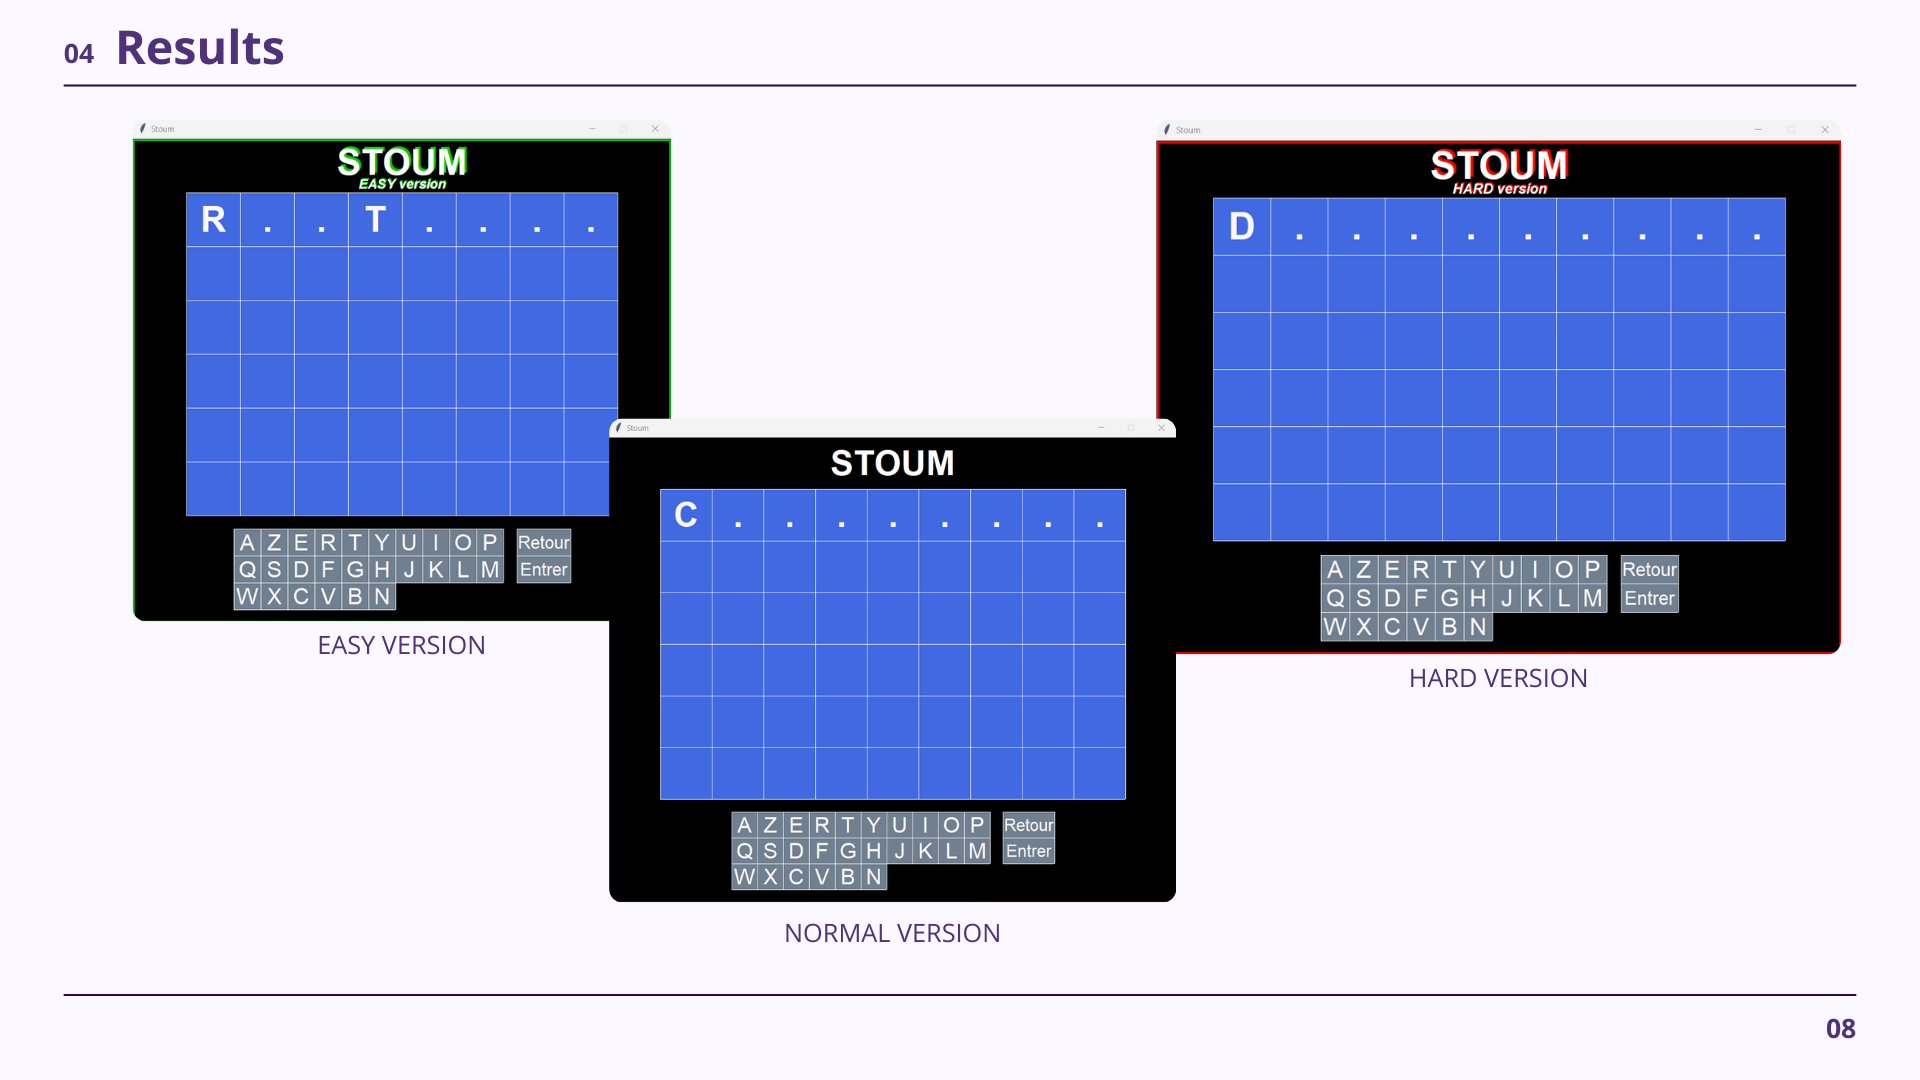 04 Results
Stoum
STOUM
EASY version
R . . T . . . .
A Z E R T Y U I O P Retour
Q S D F G H J K L M Entrer
W X C V B N
EASY VERSION
Stoum
STOUM
C . . . . . . . .
A Z E R T Y U I O P Retour
Q S D F G H J K L M Entrer
W X C V B N
NORMAL VERSION
Stoum
STOUM
HARD version
D . . . . . . . . .
A Z E R T Y U I O P Retour
Q S D F G H J K L M Entrer
W X C V B N
HARD VERSION
08